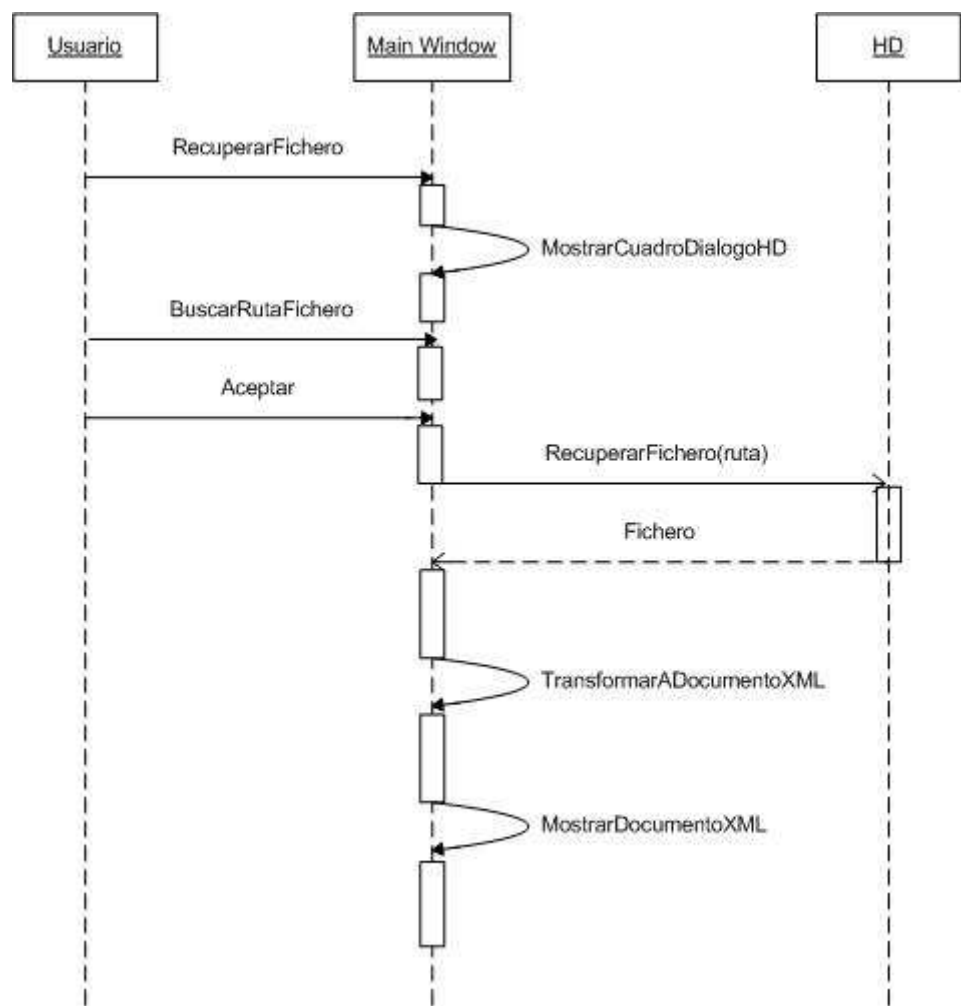 Usuario
Main Window
HD
RecuperarFichero
MostrarCuadroDialogoHD
BuscarRutaFichero
Aceptar
RecuperarFichero(ruta)
Fichero
TransformarADocumentoXML
MostrarDocumentoXML